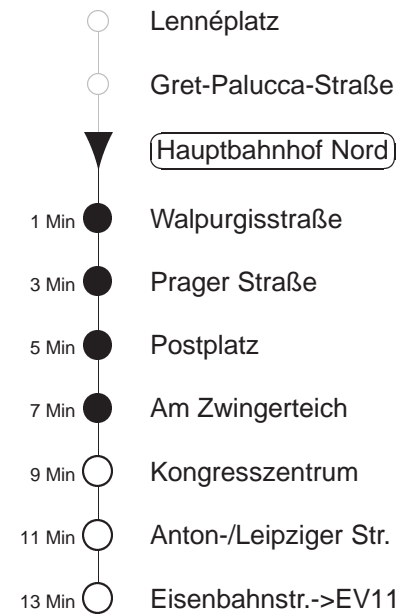 Lennéplatz
Gret-Palucca-Straße
Hauptbahnhof Nord
1 Min Walpurgisstraße
3 Min Prager Straße
5 Min Postplatz
7 Min Am Zwingerteich
9 Min Kongresszentrum
11 Min Anton-/Leipziger Str.
13 Min Eisenbahnstr.->EV11